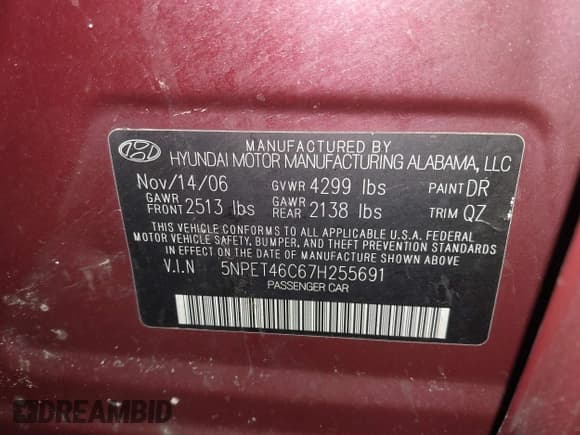 MANUFACTURED BY
HYUNDAI MOTOR MANUFACTURING ALABAMA, LLC
Nov/14/06 GVWR 4299 lbs PAINT DR
GAWR FRONT 2513 lbs GAWR REAR 2138 lbs TRIM QZ
THIS VEHICLE CONFORMS TO ALL APPLICABLE U.S.A. FEDERAL
MOTOR VEHICLE SAFETY, BUMPER, AND THEFT PREVENTION STANDARDS
IN EFFECT ON THE DATE OF MANUFACTURE SHOWN ABOVE.
V.I.N 5NPET46C67H255691
PASSENGER CAR
DREAMBID